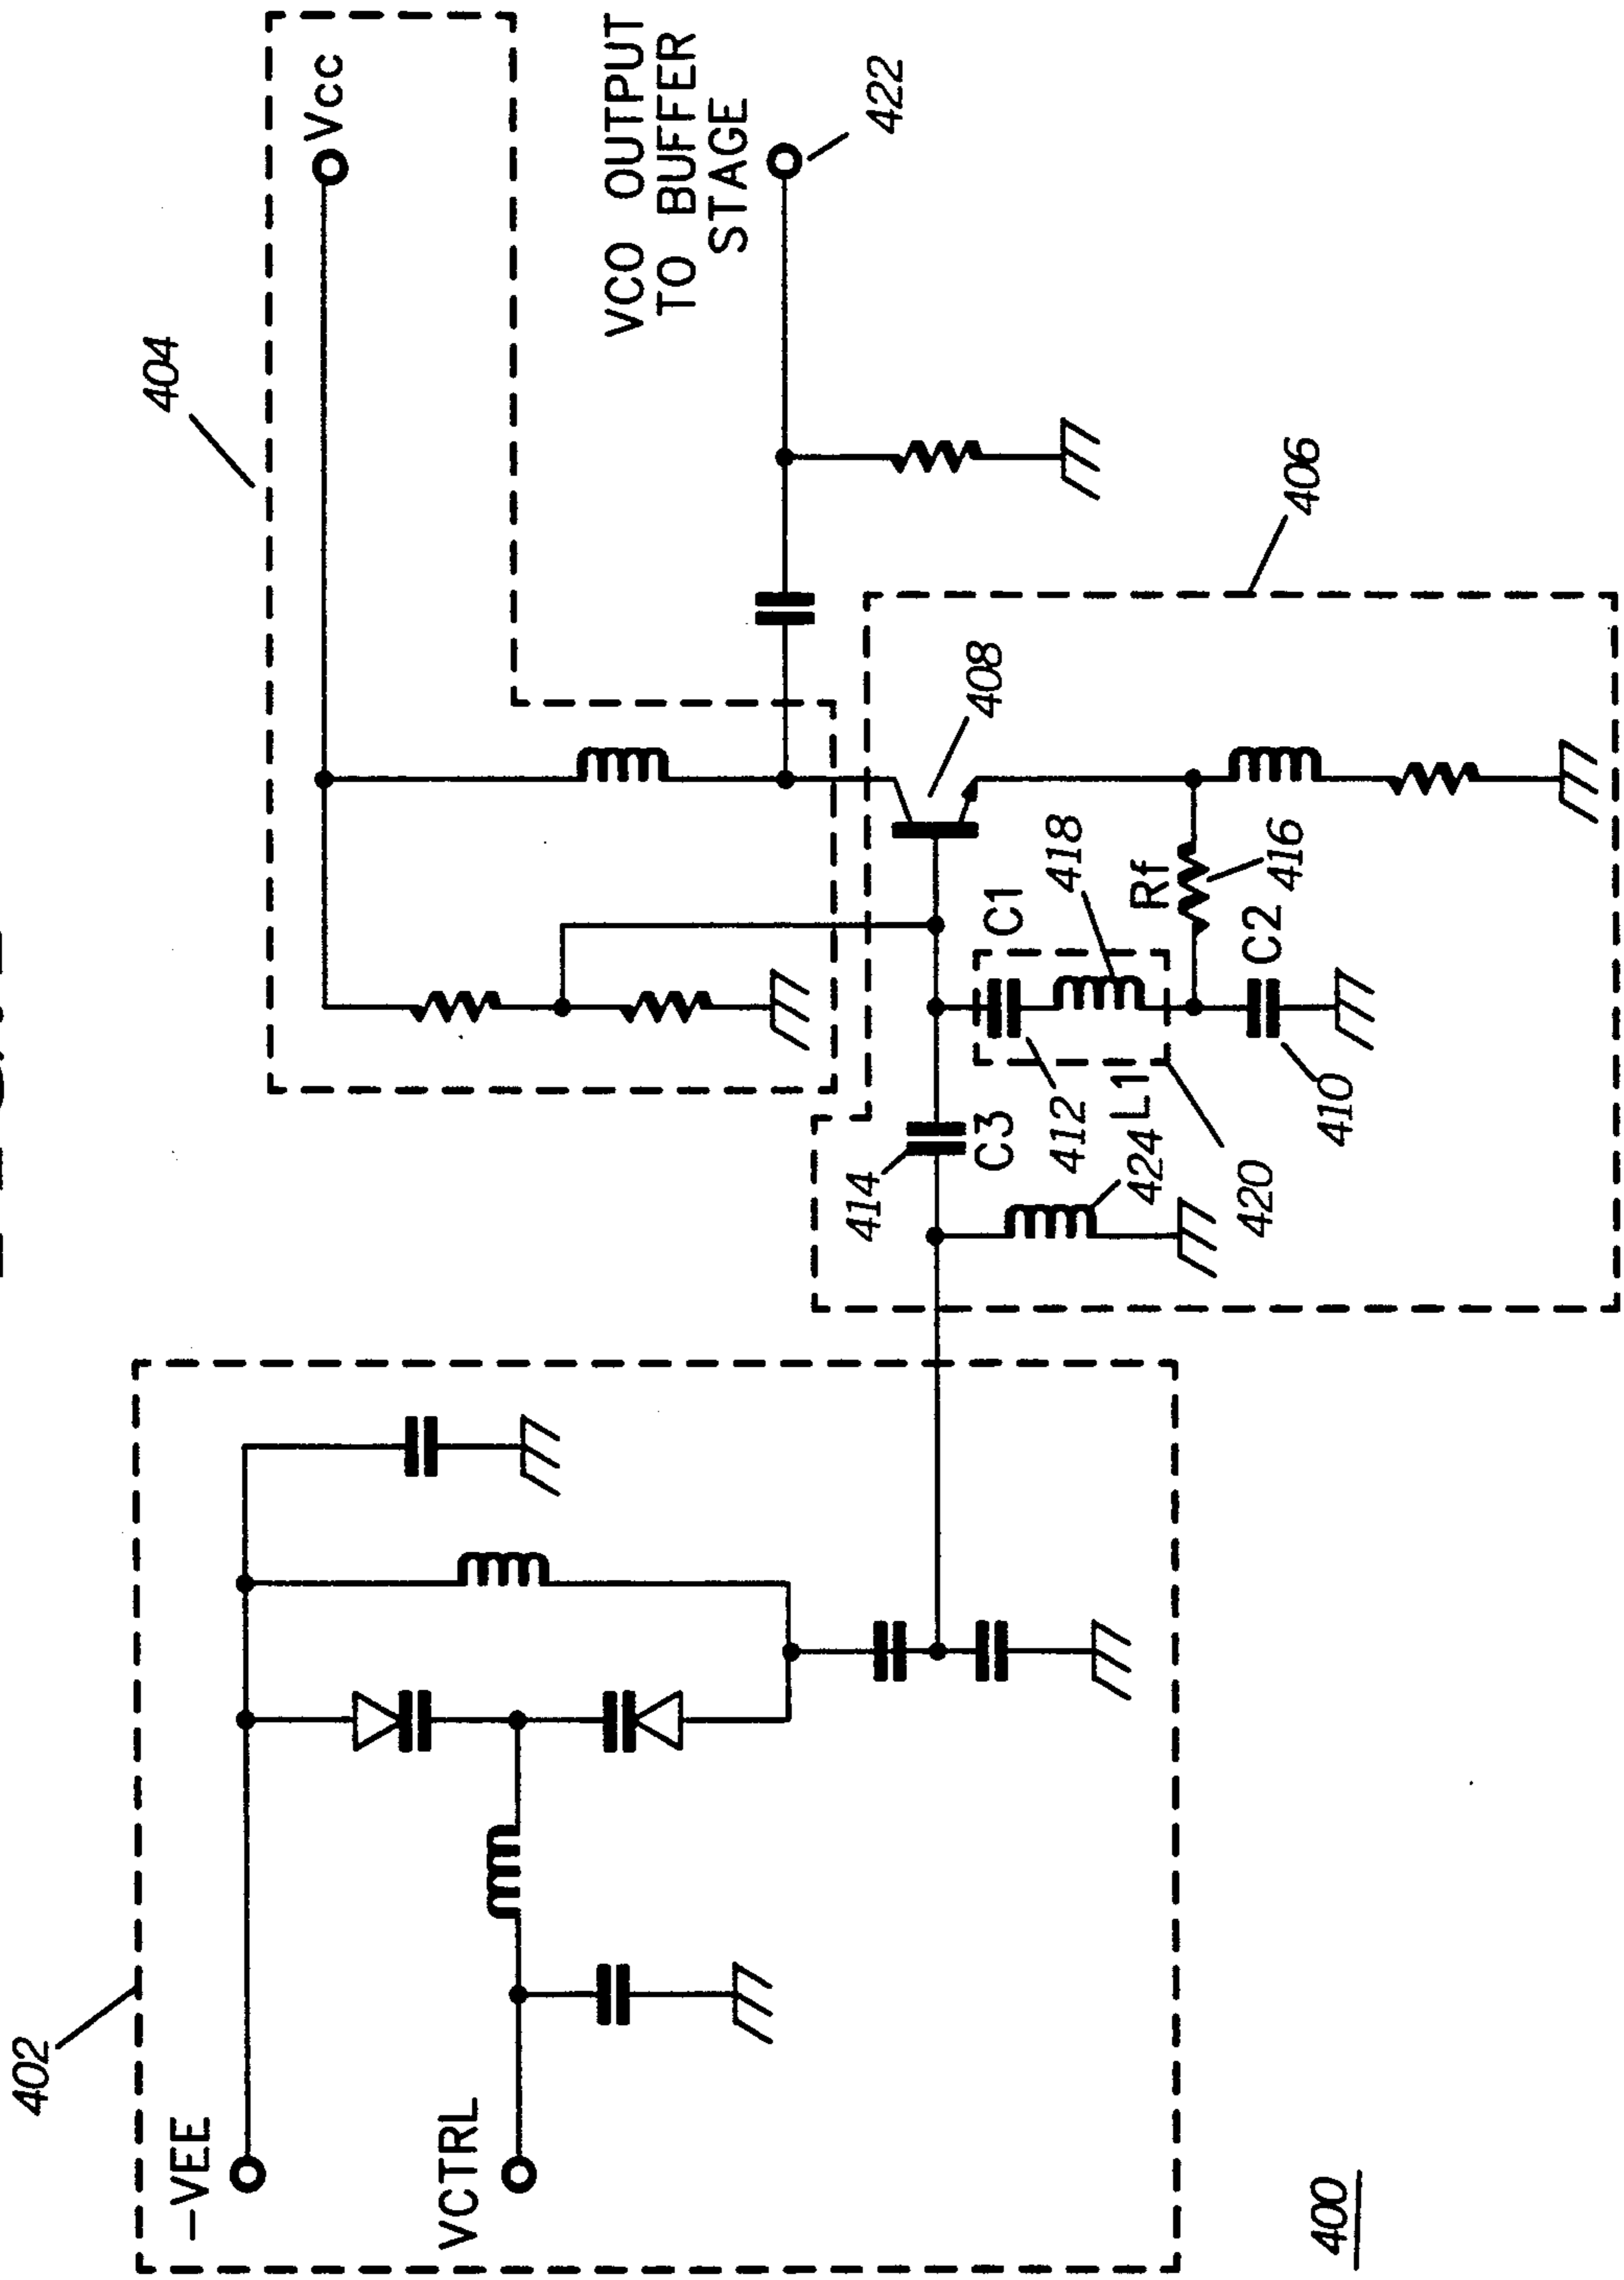 402
-VEE
VCTRL
404
Vcc
VCO OUTPUT
TO BUFFER
STAGE
422
408
414
C3
C1
412
418
L1
424
420
Rf
416
C2
410
406
400